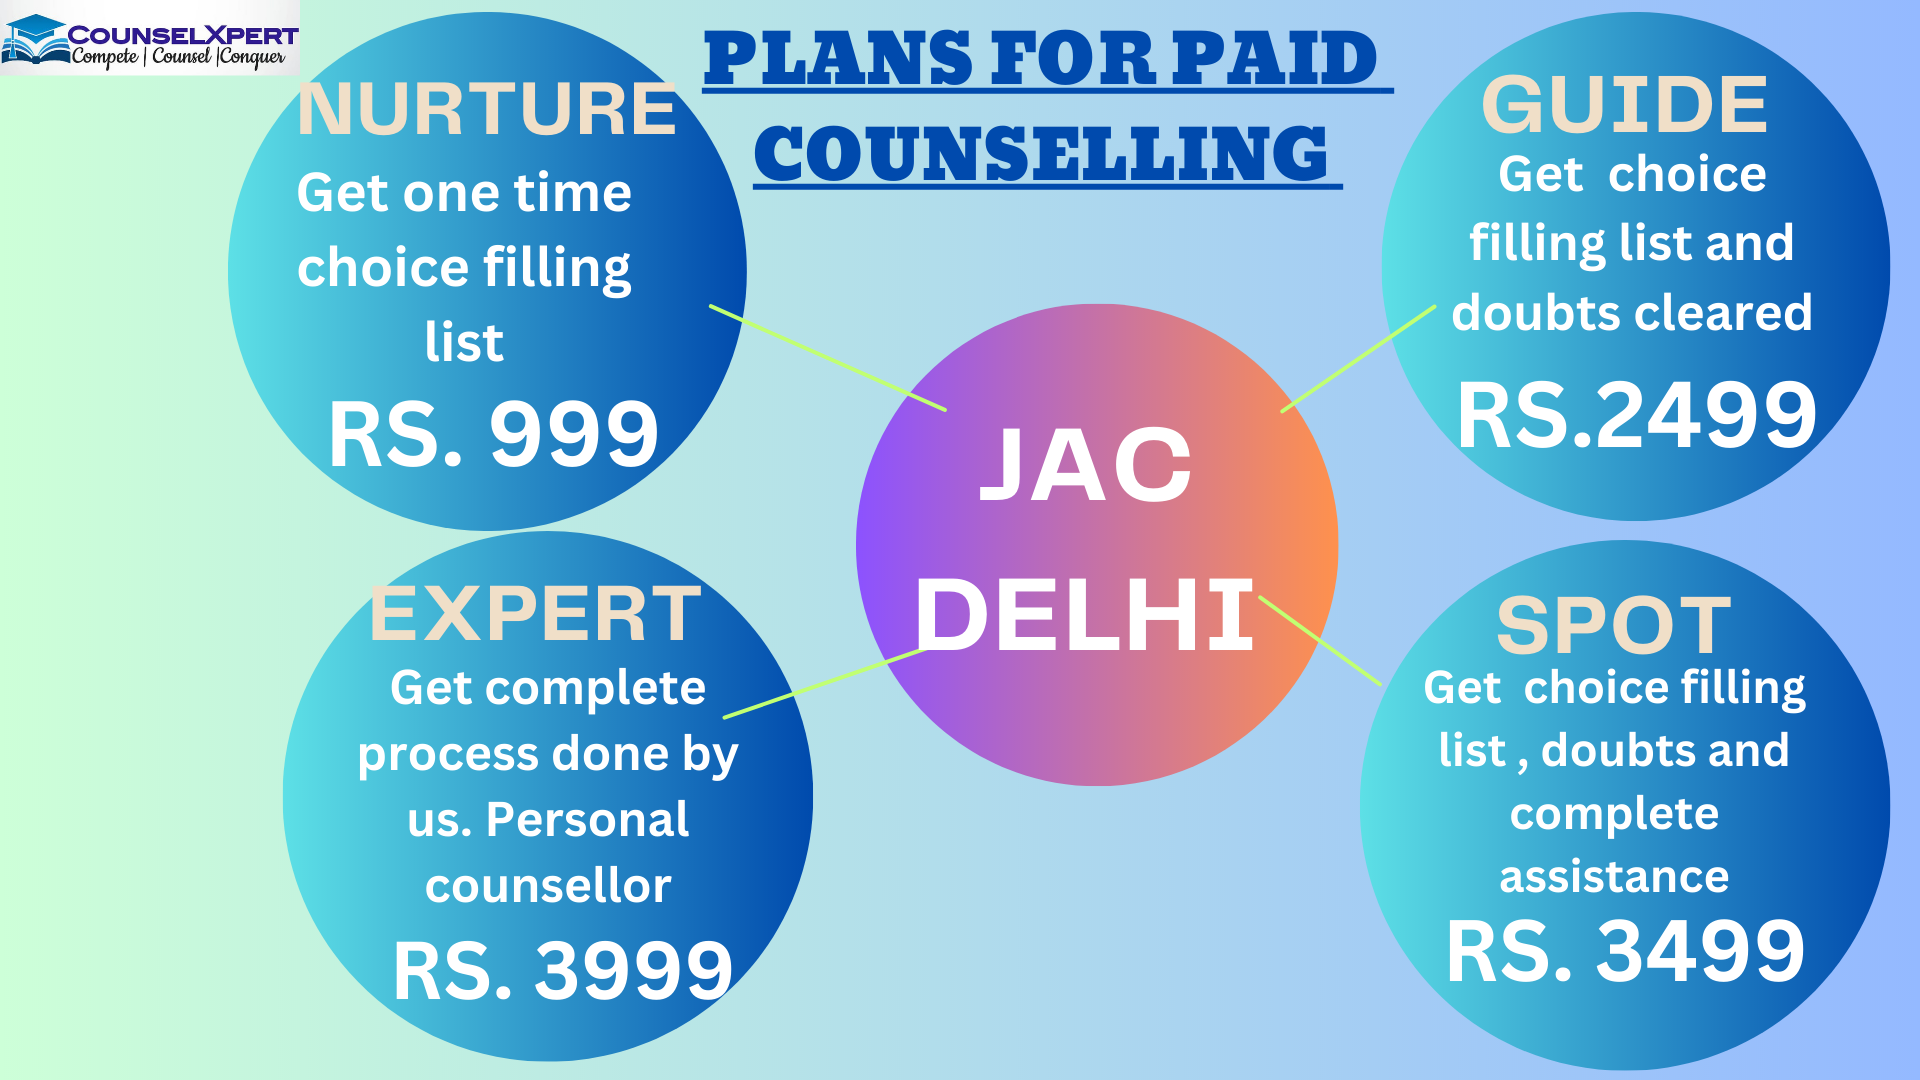 COUNSELXPERT
Compete | Counsel |Conquer
PLANS FOR PAID
COUNSELLING
NURTURE
Get one time
choice filling
list
RS. 999
GUIDE
Get choice
filling list and
doubts cleared
RS.2499
JAC
DELHI
EXPERT
Get complete
process done by
us. Personal
counsellor
RS. 3999
SPOT
Get choice filling
list , doubts and
complete
assistance
RS. 3499